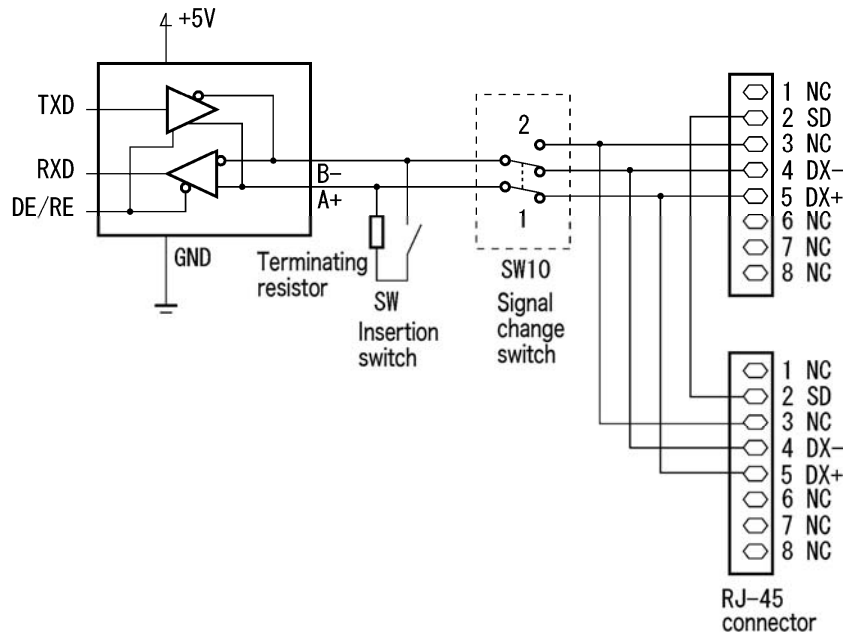 +5V
TXD
RXD
DE/RE
B-
A+
GND
Terminating
resistor
SW
Insertion
switch
2
1
SW10
Signal
change
switch
1 NC
2 SD
3 NC
4 DX-
5 DX+
6 NC
7 NC
8 NC
1 NC
2 SD
3 NC
4 DX-
5 DX+
6 NC
7 NC
8 NC
RJ-45
connector